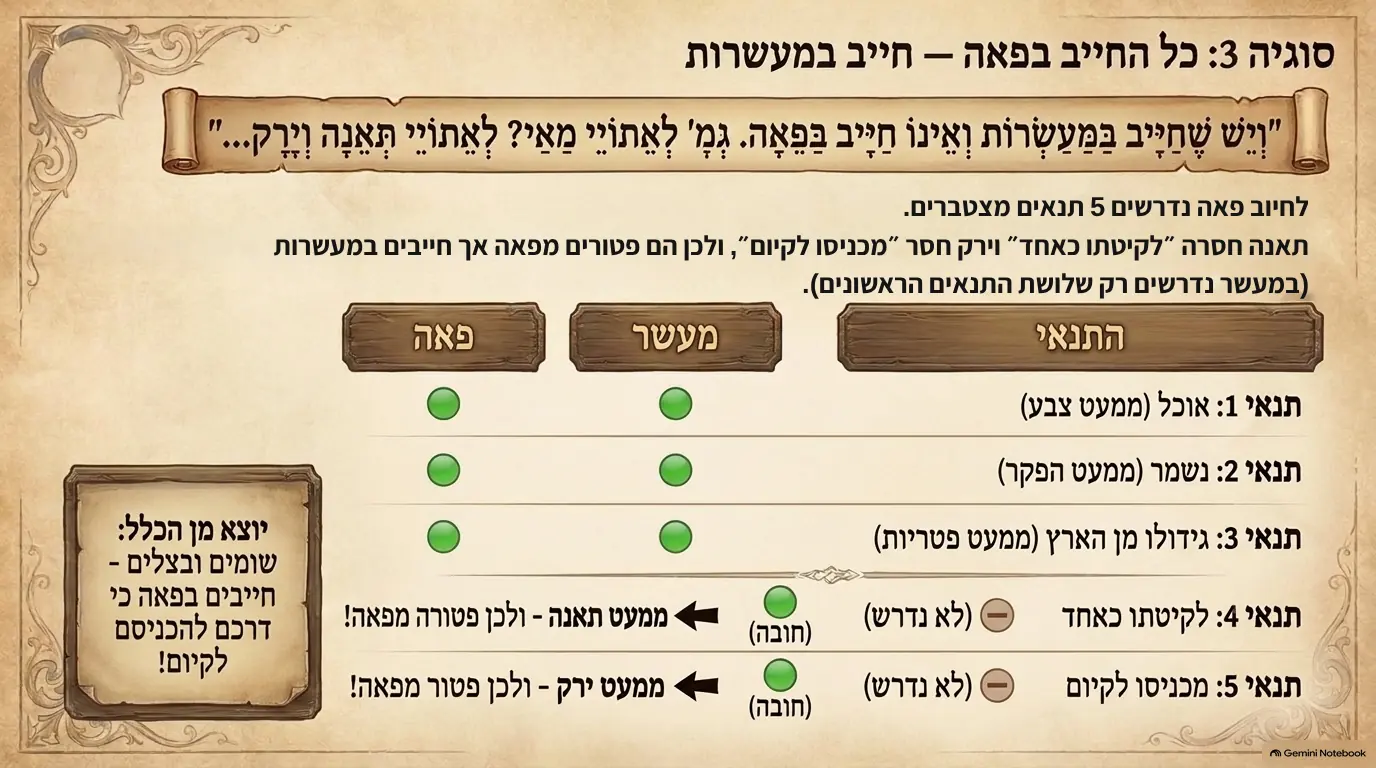 סוגיה 3: כל החייב בפאה — חייב במעשרות
"וְיֵשׁ שֶׁחַיָּיב בַּמַּעַשְׂרוֹת וְאֵינוֹ חַיָּיב בַּפֵּאָה. גְּמָ' לְאֵתוֹיֵי מַאַי? לְאֵתוֹיֵי תְּאֵנָה וְיָרָק..."
לחיוב פאה נדרשים 5 תנאים מצטברים.
תאנה חסרה ״לקיטתו כאחד״ וירק חסר ״מכניסו לקיום״, ולכן הם פטורים מפאה אך חייבים במעשרות
(במעשר נדרשים רק שלושת התנאים הראשונים).
התנאי מעשר פאה
תנאי 1: אוכל (ממעט צבע)
תנאי 2: נשמר (ממעט הפקר)
תנאי 3: גידולו מן הארץ (ממעט פטריות)
תנאי 4: לקיטתו כאחד (לא נדרש) (חובה) ממעט תאנה - ולכן פטורה מפאה!
תנאי 5: מכניסו לקיום (לא נדרש) (חובה) ממעט ירק - ולכן פטור מפאה!
יוצא מן הכלל:
שומים ובצלים -
חייבים בפאה כי
דרכם להכניסם
לקיום!
Gemini Notebook